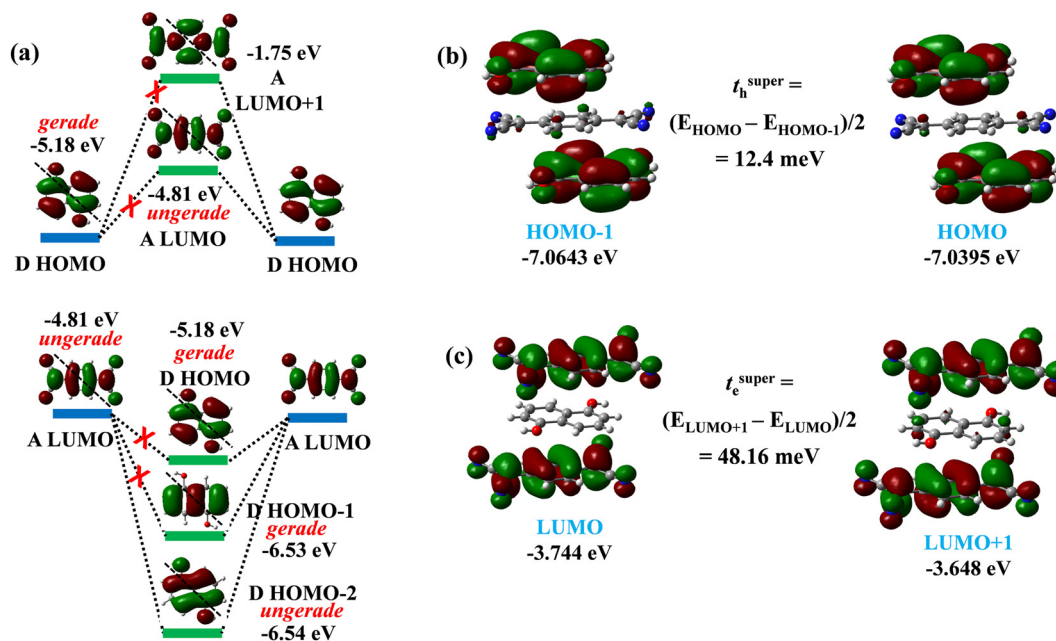 (a)
-1.75 eV
A
LUMO+1
gerade
-5.18 eV
-4.81 eV
ungerade
A LUMO
D HOMO
D HOMO
-4.81 eV
ungerade
-5.18 eV
gerade
D HOMO
A LUMO
A LUMO
D HOMO-1
gerade
-6.53 eV
D HOMO-2
ungerade
-6.54 eV
(b)
t_h^super =
(E_HOMO – E_HOMO-1)/2
= 12.4 meV
HOMO-1
-7.0643 eV
HOMO
-7.0395 eV
(c)
t_e^super =
(E_LUMO+1 – E_LUMO)/2
= 48.16 meV
LUMO
-3.744 eV
LUMO+1
-3.648 eV